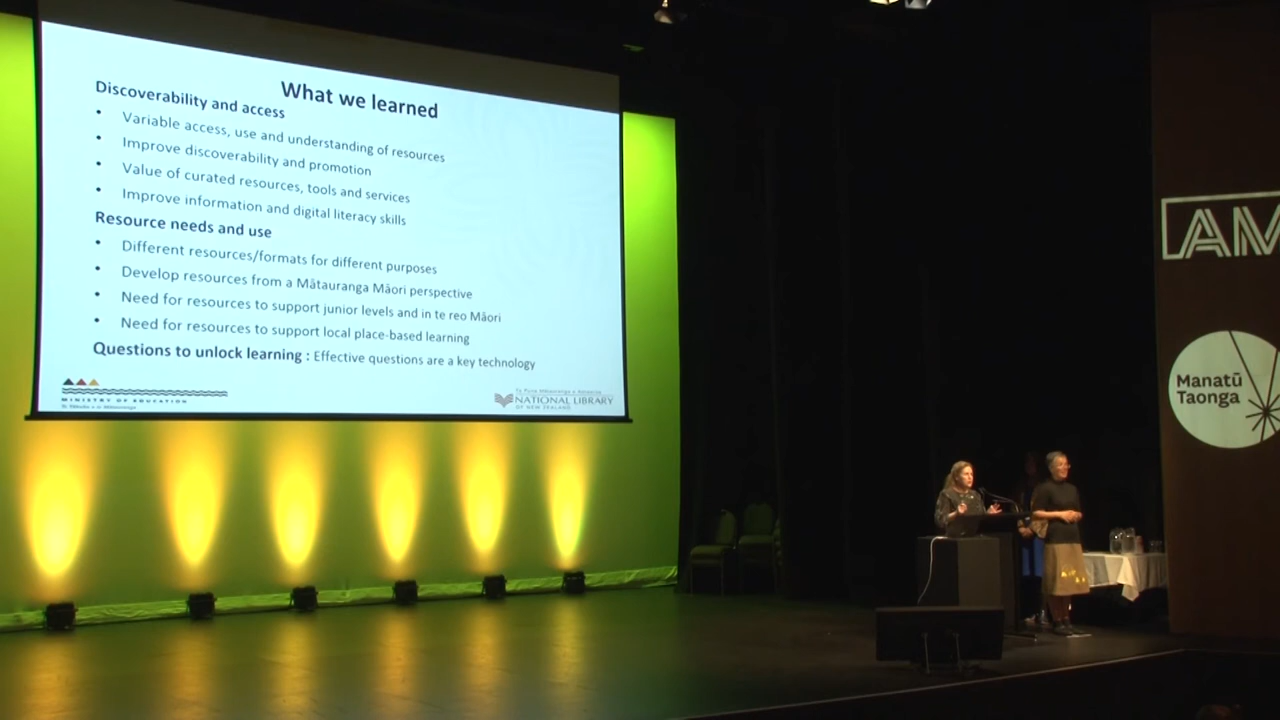 What we learned
Discoverability and access
• Variable access, use and understanding of resources
• Improve discoverability and promotion
• Value of curated resources, tools and services
• Improve information and digital literacy skills
Resource needs and use
• Different resources/formats for different purposes
• Develop resources from a Mātauranga Māori perspective
• Need for resources to support junior levels and in te reo Māori
• Need for resources to support local place-based learning
Questions to unlock learning : Effective questions are a key technology
MINISTRY OF EDUCATION
Te Puna Mātauranga o Aotearoa
NATIONAL LIBRARY
OF NEW ZEALAND
AM
Manatū
Taonga